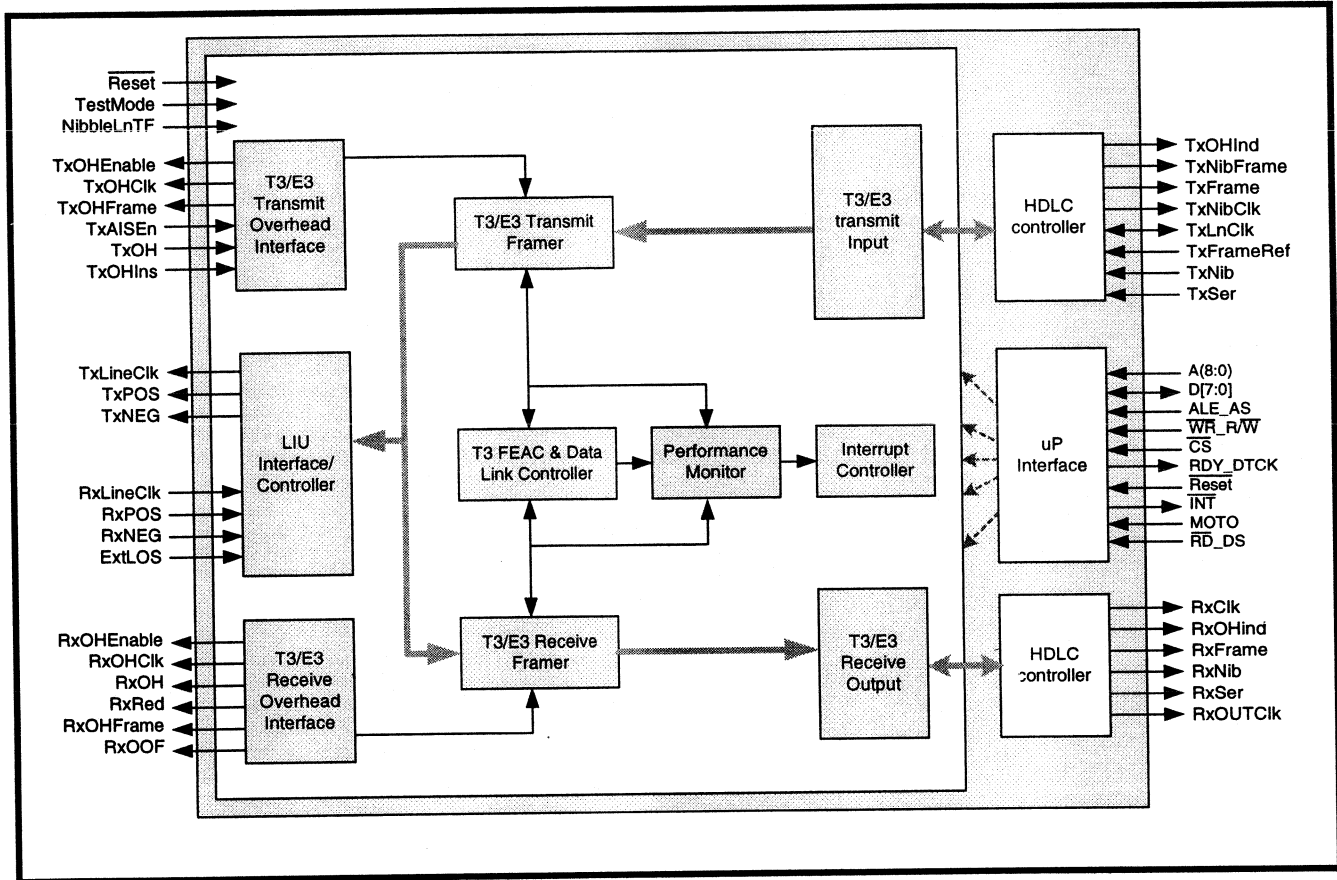 Reset
TestMode
NibbleLnTF
TxOHEnable
TxOHClk
TxOHFrame
TxAISEn
TxOH
TxOHIns
T3/E3
Transmit
Overhead
Interface
T3/E3 Transmit
Framer
T3/E3
transmit
Input
HDLC
controller
TxOHInd
TxNibFrame
TxFrame
TxNibClk
TxLnClk
TxFrameRef
TxNib
TxSer
TxLineClk
TxPOS
TxNEG
RxLineClk
RxPOS
RxNEG
ExtLOS
LIU
Interface/
Controller
T3 FEAC & Data
Link Controller
Performance
Monitor
Interrupt
Controller
uP
Interface
A(8:0)
D[7:0]
ALE_AS
WR_R/W
CS
RDY_DTCK
Reset
INT
MOTO
RD_DS
RxOHEnable
RxOHClk
RxOH
RxRed
RxOHFrame
RxOOF
T3/E3
Receive
Overhead
Interface
T3/E3 Receive
Framer
T3/E3
Receive
Output
HDLC
controller
RxClk
RxOHind
RxFrame
RxNib
RxSer
RxOUTClk